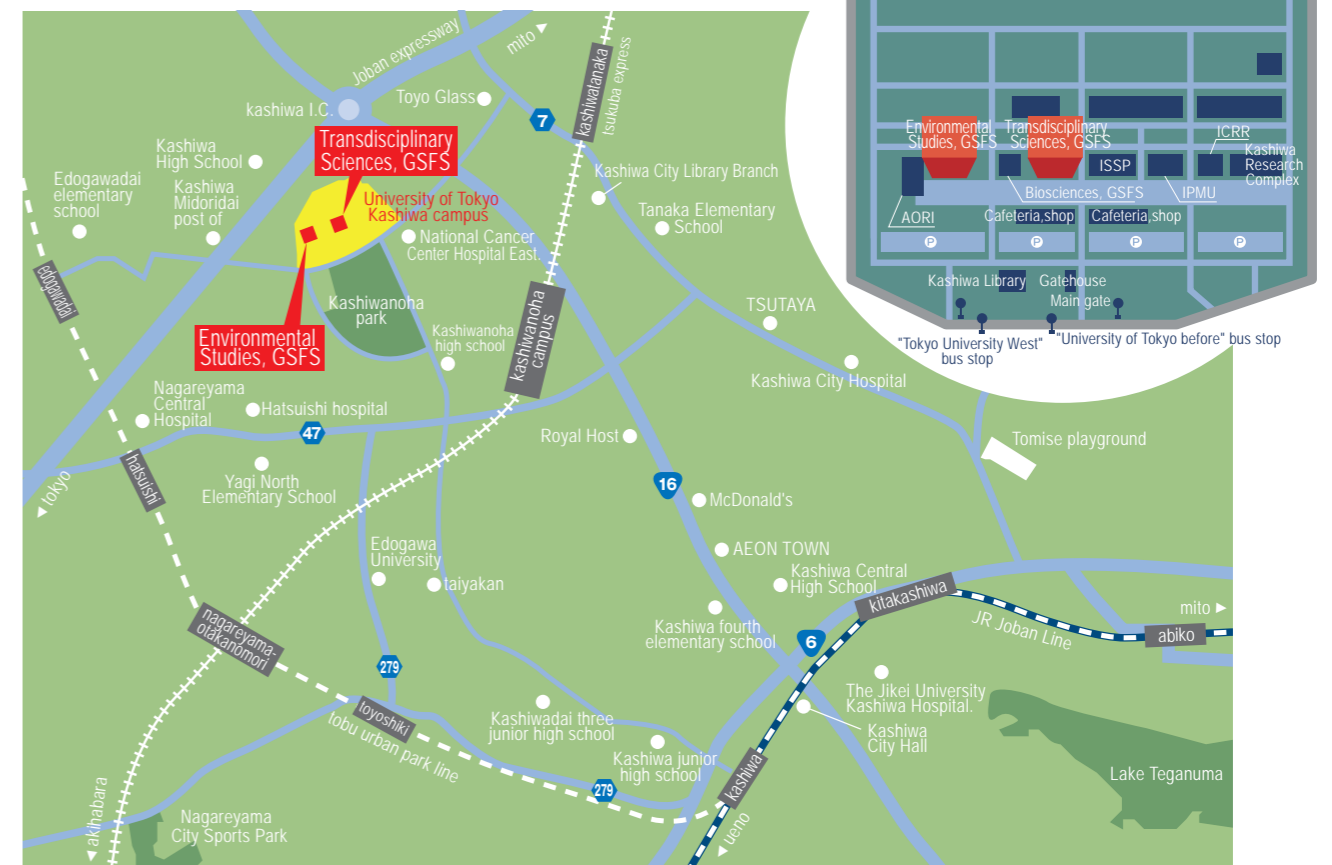 Joban expressway
mito
kashiwatanaka
Tsukuba express
kashiwa I.C.
Toyo Glass
7
Transdisciplinary
Sciences, GSFS
Kashiwa
High School
Kashiwa
Midoridai
post of
Edogawadai
elementary
school
University of Tokyo
Kashiwa campus
Kashiwa City Library Branch
Tanaka Elementary
School
National Cancer
Center Hospital East.
edogawadai
Kashiwanoha
park
Kashiwanoha
high school
kashiwanoha
campus
TSUTAYA
Environmental
Studies, GSFS
Kashiwa City Hospital
Nagareyama
Central
Hospital
Hatsuishi hospital
47
Royal Host
Tomise playground
tokyo
hatsuishi
Yagi North
Elementary School
16
McDonald's
Edogawa
University
taiyakan
AEON TOWN
Kashiwa Central
High School
kitakashiwa
Kashiwa fourth
elementary school
6
JR Joban Line
mito
abiko
nagareyama-
otakanomori
279
The Jikei University
Kashiwa Hospital.
Kashiwa
City Hall
toyoshiki
tobu urban park line
Kashiwadai three
junior high school
Kashiwa junior
high school
279
kashiwa
ueno
Lake Teganuma
akihabara
Nagareyama
City Sports Park
Environmental
Studies, GSFS
Transdisciplinary
Sciences, GSFS
ISSP
ICRR
Kashiwa
Research
Complex
Biosciences, GSFS
IPMU
AORI
Cafeteria,shop
Cafeteria,shop
P
P
P
P
Kashiwa Library
Gatehouse
Main gate
"Tokyo University West"
bus stop
"University of Tokyo before" bus stop